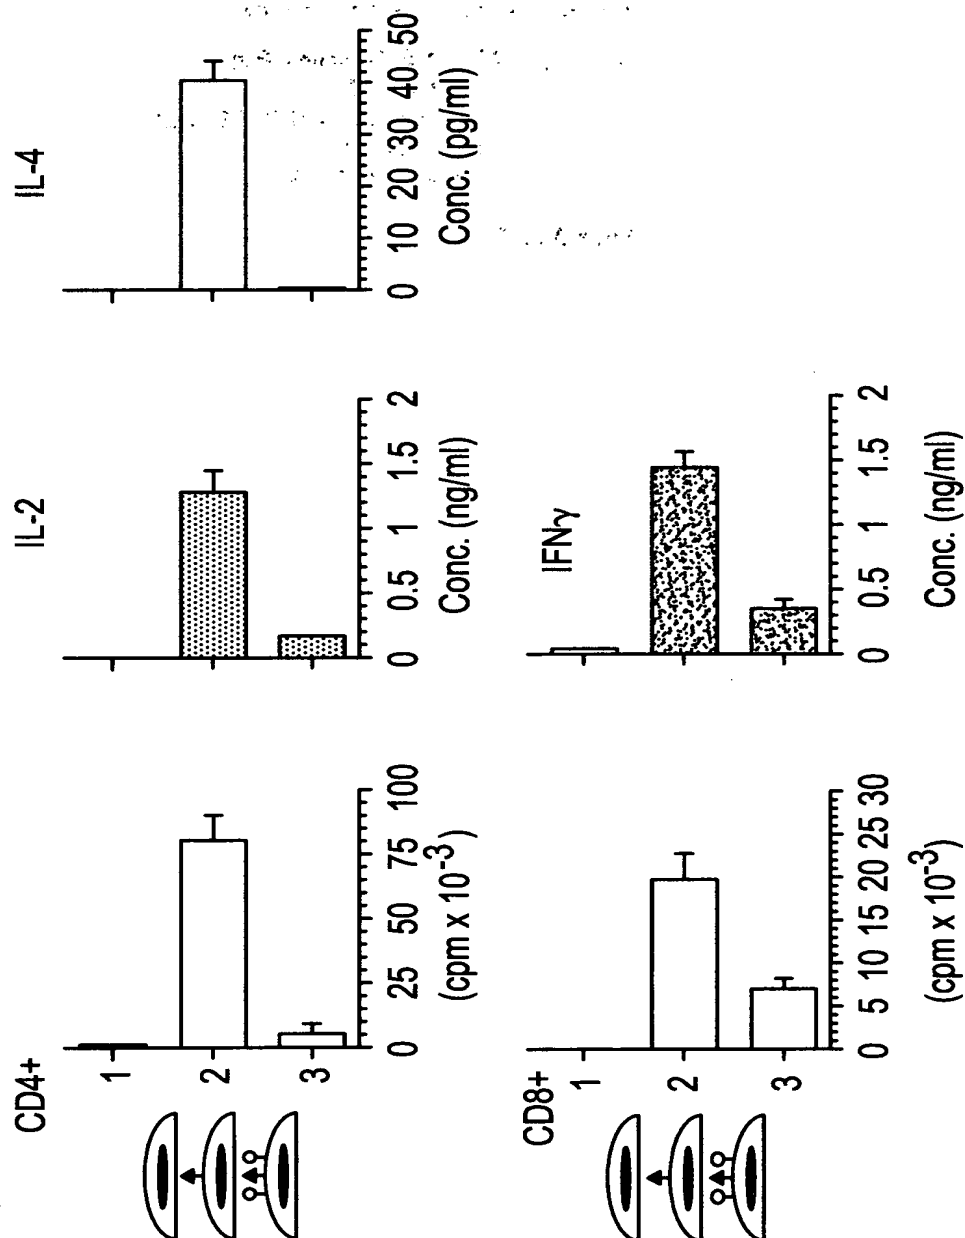 CD4+
1
2
3
0 25 50 75 100
(cpm x 10⁻³)
IL-2
0 0.5 1 1.5 2
Conc. (ng/ml)
IL-4
0 10 20 30 40 50
Conc. (pg/ml)
CD8+
1
2
3
0 5 10 15 20 25 30
(cpm x 10⁻³)
IFNγ
0 0.5 1 1.5 2
Conc. (ng/ml)